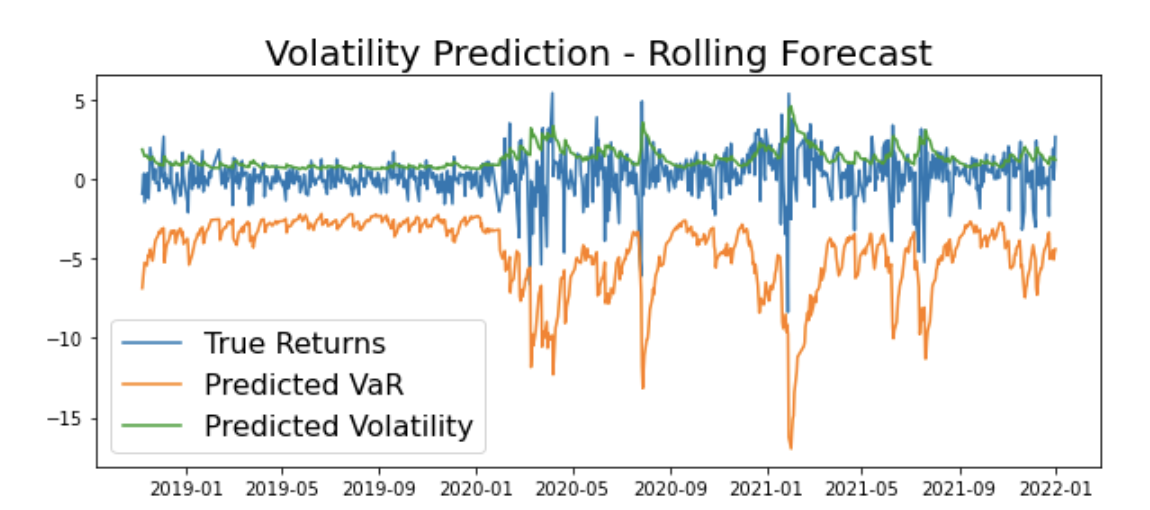 Volatility Prediction - Rolling Forecast
5
0
−5
−10
−15
True Returns
Predicted VaR
Predicted Volatility
2019-01 2019-05 2019-09 2020-01 2020-05 2020-09 2021-01 2021-05 2021-09 2022-01